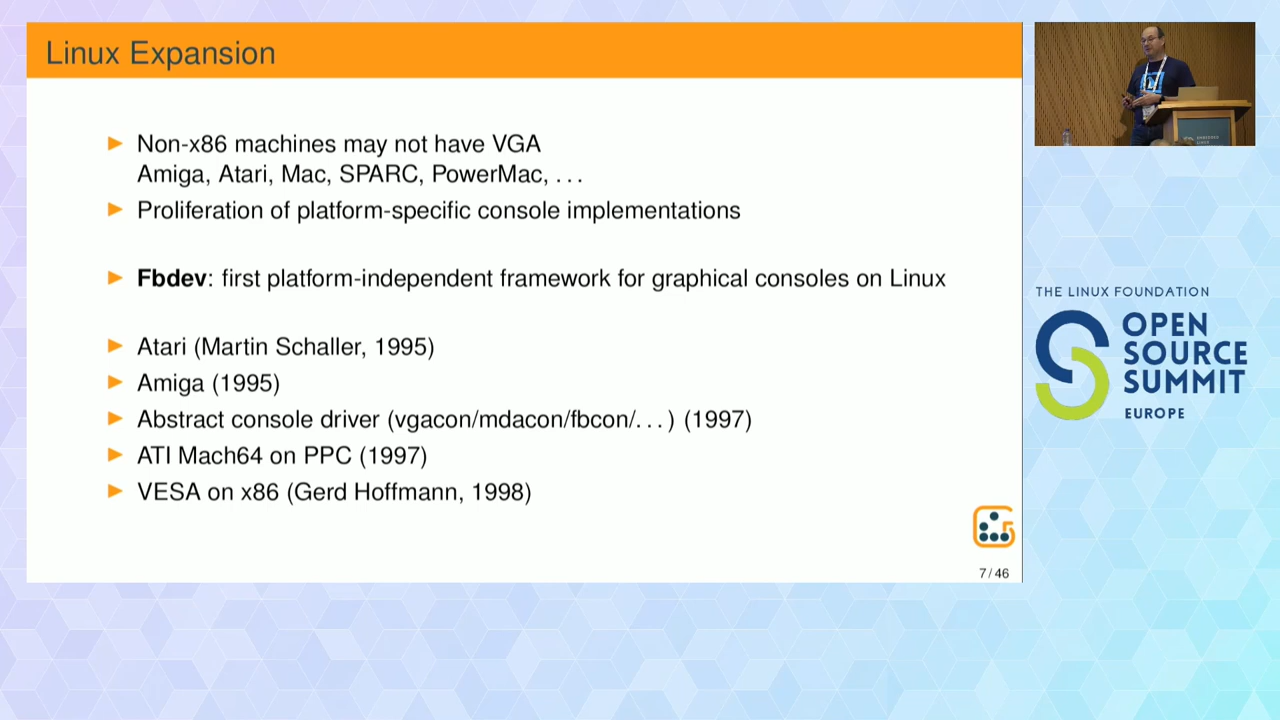 Linux Expansion
Non-x86 machines may not have VGA
Amiga, Atari, Mac, SPARC, PowerMac, ...
Proliferation of platform-specific console implementations
Fbdev: first platform-independent framework for graphical consoles on Linux
Atari (Martin Schaller, 1995)
Amiga (1995)
Abstract console driver (vgacon/mdacon/fbcon/...) (1997)
ATI Mach64 on PPC (1997)
VESA on x86 (Gerd Hoffmann, 1998)
7 / 46
THE LINUX FOUNDATION
OPEN
SOURCE
SUMMIT
EUROPE